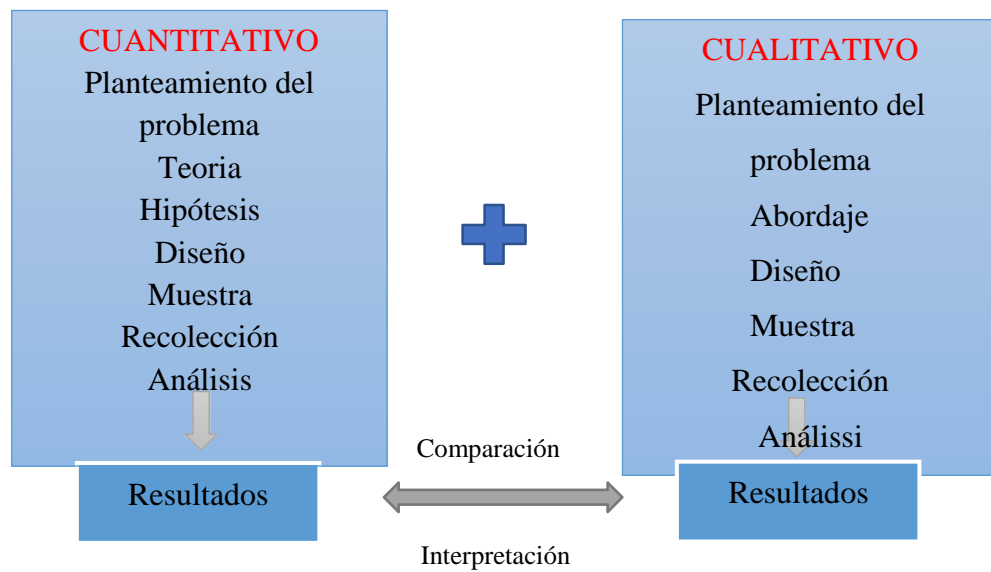 CUANTITATIVO
Planteamiento del
problema
Teoria
Hipótesis
Diseño
Muestra
Recolección
Análisis
Resultados
Comparación
Interpretación
CUALITATIVO
Planteamiento del
problema
Abordaje
Diseño
Muestra
Recolección
Análissi
Resultados